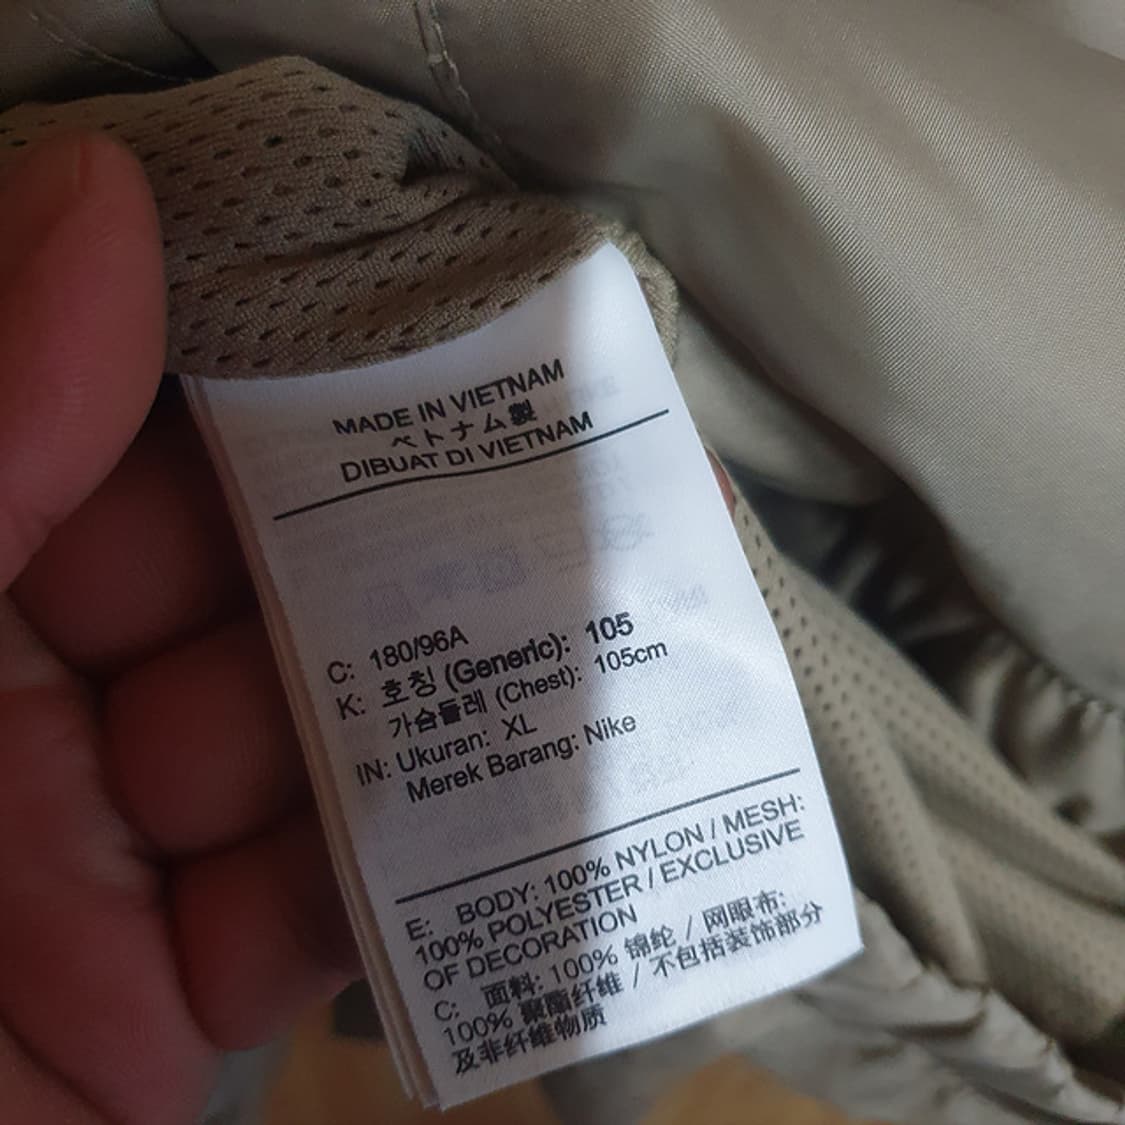 MADE IN VIETNAM
ベトナム製
DIBUAT DI VIETNAM
C: 180/96A
K: 호칭 (Generic): 105
가슴둘레 (Chest): 105cm
IN: Ukuran: XL
Merek Barang: Nike
E: BODY: 100% NYLON / MESH:
100% POLYESTER / EXCLUSIVE
OF DECORATION
C: 面料: 100% 锦纶 / 网眼布:
100% 聚酯纤维 / 不包括装饰部分
及非纤维物质